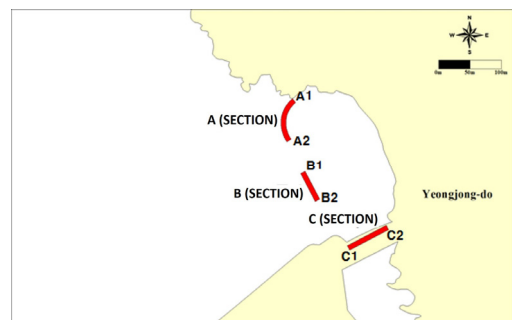 N
W E
S
0m 50m 100m
A1
A (SECTION)
A2
B1
B (SECTION)
B2
Yeongjong-do
C (SECTION)
C2
C1